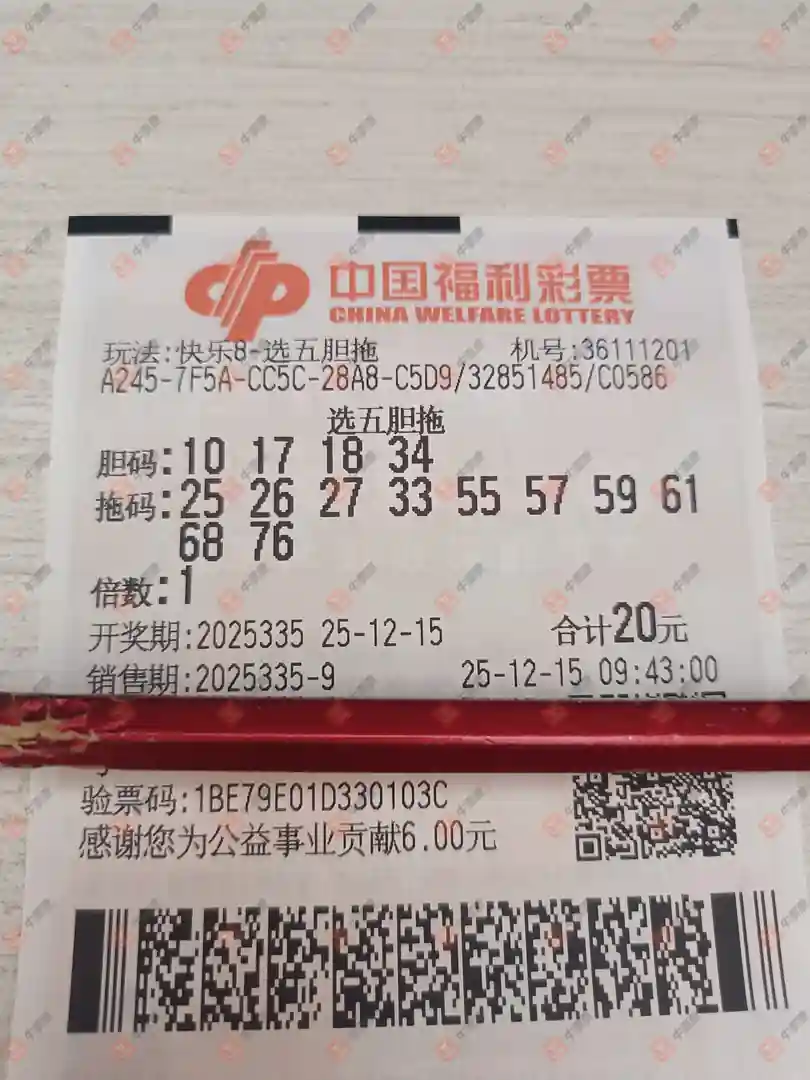 中国福利彩票
CHINA WELFARE LOTTERY
玩法:快乐8-选五胆拖 机号:36111201
A245-7F5A-CC5C-28A8-C5D9/32851485/C0586
选五胆拖
胆码:10 17 18 34
拖码:25 26 27 33 55 57 59 61
68 76
倍数:1
开奖期:2025335 25-12-15 合计20元
销售期:2025335-9 25-12-15 09:43:00
验票码:1BE79E01D330103C
感谢您为公益事业贡献6.00元